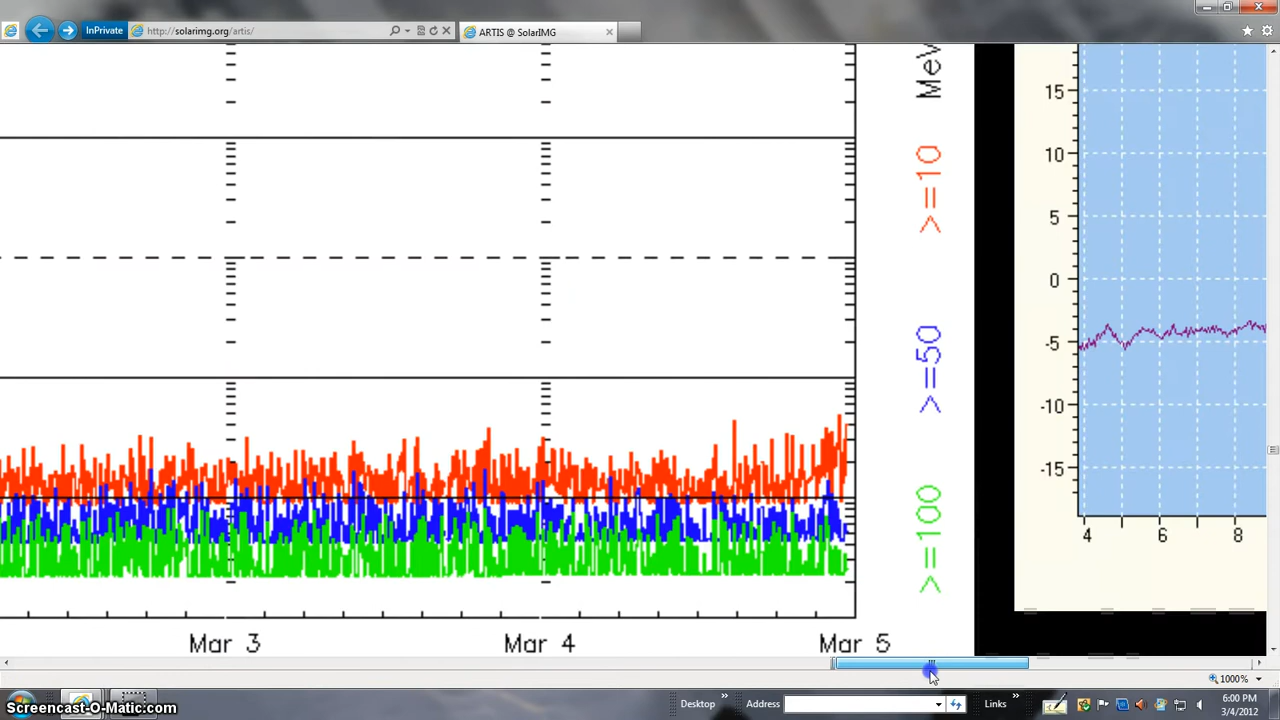 InPrivate
http://solarimg.org/artis/
ARTIS @ SolarIMG
MeV
>=10
>=50
>=100
15
10
5
0
-5
-10
-15
4 6 8
Mar 3 Mar 4 Mar 5
1000%
Desktop » Address Links »
6:00 PM
3/4/2012
Screencast-O-Matic.com